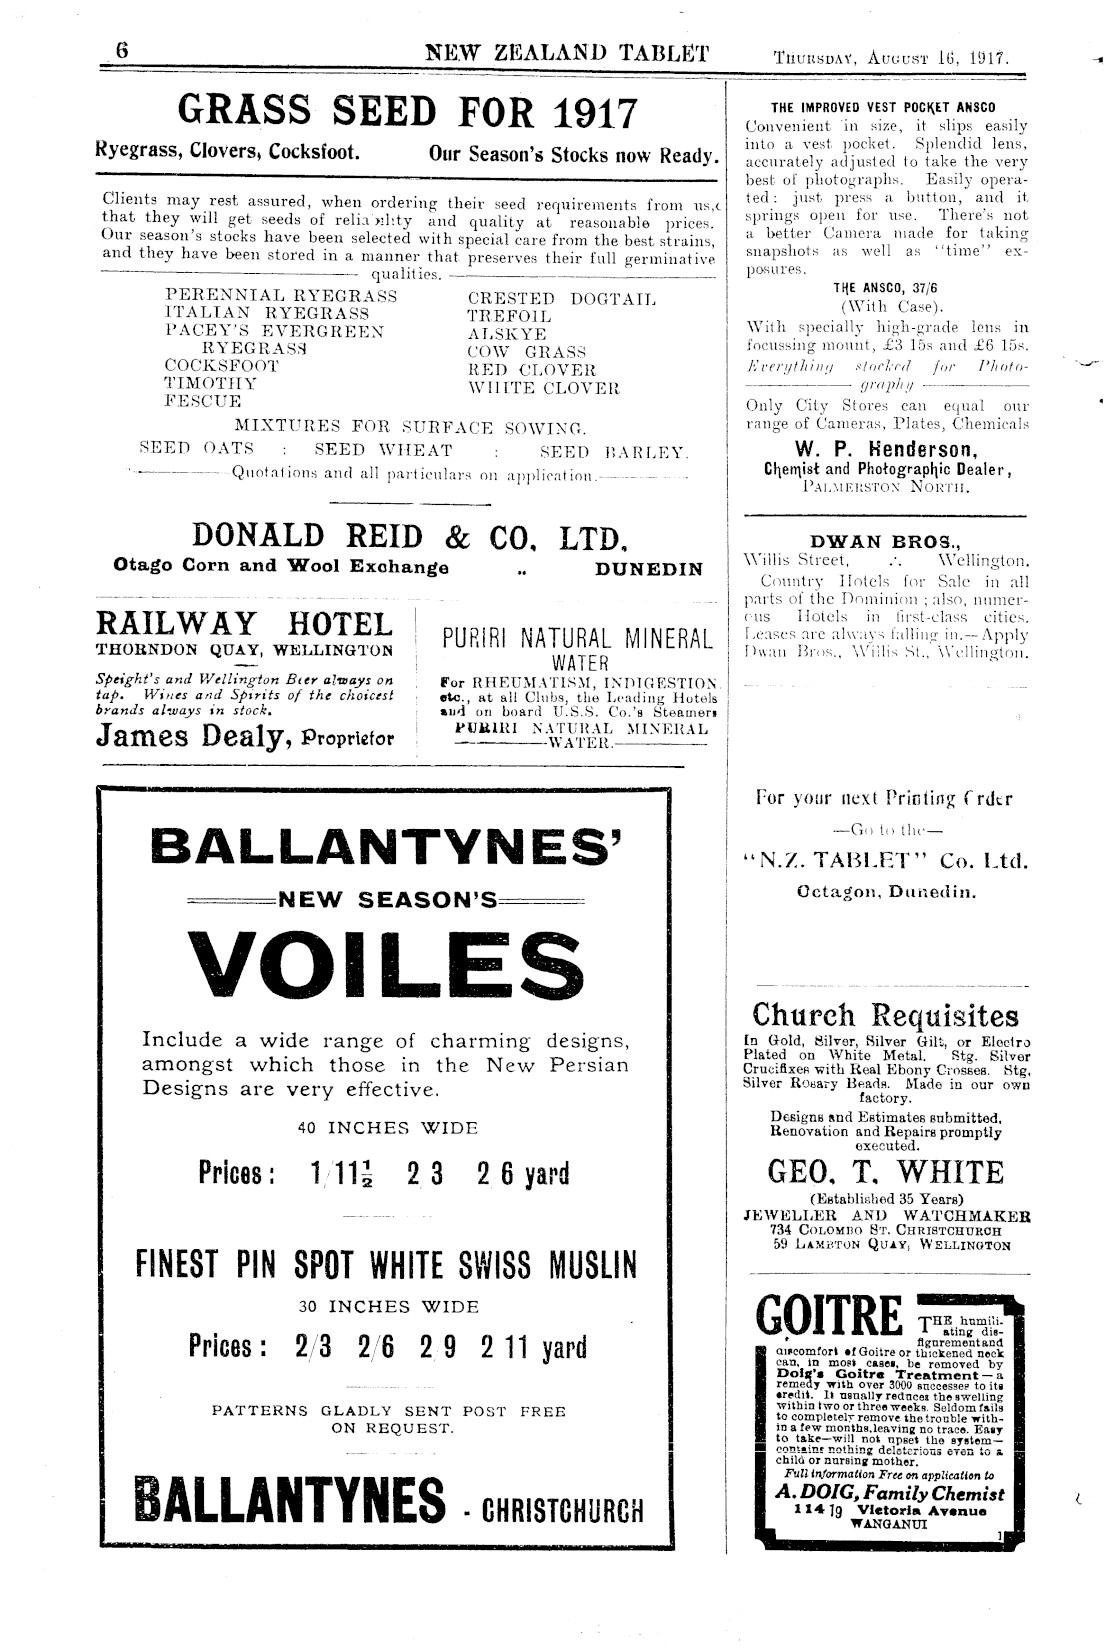 6 NEW ZEALAND TABLET Thursday, August 16, 1917.
GRASS SEED FOR 1917
Ryegrass, Clovers, Cocksfoot. Our Season's Stocks now Ready.
Clients may rest assured, when ordering their seed requirements from us,
that they will get seeds of reliability and quality at reasonable prices.
Our season's stocks have been selected with special care from the best strains,
and they have been stored in a manner that preserves their full germinative
qualities.
PERENNIAL RYEGRASS
ITALIAN RYEGRASS
PACEY'S EVERGREEN
RYEGRASS
COCKSFOOT
TIMOTHY
FESCUE
CRESTED DOGTAIL
TREFOIL
ALSKYE
COW GRASS
RED CLOVER
WHITE CLOVER
MIXTURES FOR SURFACE SOWING.
SEED OATS : SEED WHEAT : SEED BARLEY.
Quotations and all particulars on application.
DONALD REID & CO. LTD.
Otago Corn and Wool Exchange .. DUNEDIN
RAILWAY HOTEL
THORNDON QUAY, WELLINGTON
Speight's and Wellington Beer always on
tap. Wines and Spirits of the choicest
brands always in stock.
James Dealy, Proprietor
PURIRI NATURAL MINERAL
WATER
For RHEUMATISM, INDIGESTION,
etc., at all Clubs, the Leading Hotels
and on board U.S.S. Co.'s Steamers
PURIRI NATURAL MINERAL
WATER.
BALLANTYNES'
NEW SEASON'S
VOILES
Include a wide range of charming designs,
amongst which those in the New Persian
Designs are very effective.
40 INCHES WIDE
Prices: 1/11½ 2 3 2 6 yard
FINEST PIN SPOT WHITE SWISS MUSLIN
30 INCHES WIDE
Prices: 2/3 2/6 2 9 2 11 yard
PATTERNS GLADLY SENT POST FREE
ON REQUEST.
BALLANTYNES - CHRISTCHURCH
THE IMPROVED VEST POCKET ANSCO
Convenient in size, it slips easily
into a vest pocket. Splendid lens,
accurately adjusted to take the very
best of photographs. Easily opera-
ted: just press a button, and it
springs open for use. There's not
a better Camera made for taking
snapshots as well as "time" ex-
posures.
THE ANSCO, 37/6
(With Case).
With specially high-grade lens in
focussing mount, £3 15s and £6 15s.
Everything stocked for Photo-
graphy
Only City Stores can equal our
range of Cameras, Plates, Chemicals
W. P. Henderson,
Chemist and Photographic Dealer,
Palmerston North.
DWAN BROS.,
Willis Street, .·. Wellington.
Country Hotels for Sale in all
parts of the Dominion; also, numer-
ous Hotels in first-class cities.
Leases are always falling in.—Apply
Dwan Bros., Willis St., Wellington.
For your next Printing Order
—Go to the—
"N.Z. TABLET" Co. Ltd.
Octagon, Dunedin.
Church Requisites
In Gold, Silver, Silver Gilt, or Electro
Plated on White Metal. Stg. Silver
Crucifixes with Real Ebony Crosses. Stg.
Silver Rosary Beads. Made in our own
factory.
Designs and Estimates submitted,
Renovation and Repairs promptly
executed.
GEO. T. WHITE
(Established 35 Years)
JEWELLER AND WATCHMAKER
734 Colombo St. Christchurch
59 Lambton Quay, Wellington
GOITRE THE humili-
ating dis-
figurement and
discomfort of Goitre or thickened neck
can, in most cases, be removed by
Doig's Goitre Treatment—a
remedy with over 3000 successes to its
credit. It usually reduces the swelling
within two or three weeks. Seldom fails
to completely remove the trouble with-
in a few months, leaving no trace. Easy
to take—will not upset the system—
contains nothing deleterious even to a
child or nursing mother.
Full information Free on application to
A. DOIG, Family Chemist
114 Victoria Avenue
WANGANUI
1